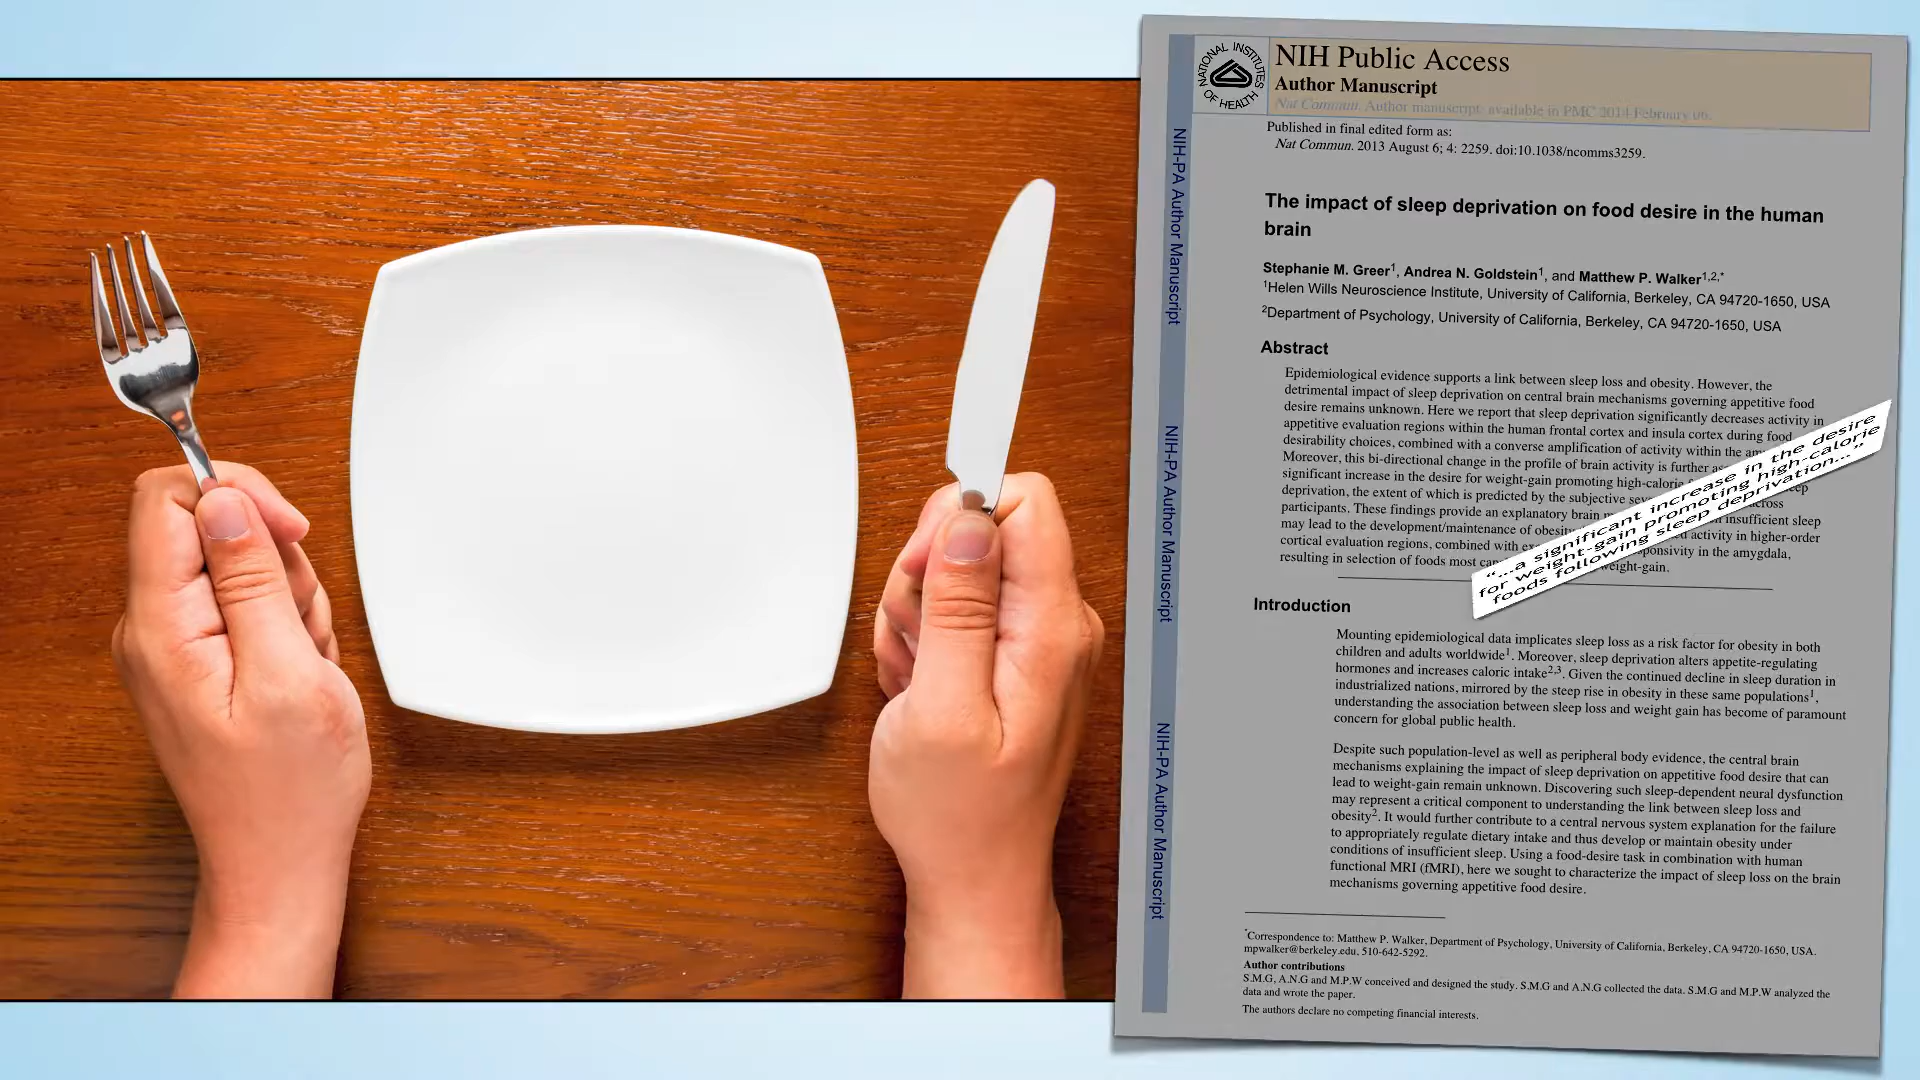 NATIONAL INSTITUTES OF HEALTH
NIH Public Access
Author Manuscript
Nat Commun. Author manuscript; available in PMC 2014 February 06.
Published in final edited form as:
Nat Commun. 2013 August 6; 4: 2259. doi:10.1038/ncomms3259.
The impact of sleep deprivation on food desire in the human
brain
Stephanie M. Greer1, Andrea N. Goldstein1, and Matthew P. Walker1,2,*
1Helen Wills Neuroscience Institute, University of California, Berkeley, CA 94720-1650, USA
2Department of Psychology, University of California, Berkeley, CA 94720-1650, USA
Abstract
Epidemiological evidence supports a link between sleep loss and obesity. However, the
detrimental impact of sleep deprivation on central brain mechanisms governing appetitive food
desire remains unknown. Here we report that sleep deprivation significantly decreases activity in
appetitive evaluation regions within the human frontal cortex and insula cortex during food
desirability choices, combined with a converse amplification of activity within the
Moreover, this bi-directional change in the profile of brain activity is further
significant increase in the desire for weight-gain promoting high-calorie
deprivation, the extent of which is predicted by the subjective
participants. These findings provide an explanatory brain insufficient sleep
may lead to the development/maintenance of activity in higher-order
cortical evaluation regions, combined with in the amygdala,
resulting in selection of foods most weight-gain.
"...a significant increase in the desire
for weight-gain promoting high-calorie
foods following sleep deprivation..."
Introduction
Mounting epidemiological data implicates sleep loss as a risk factor for obesity in both
children and adults worldwide1. Moreover, sleep deprivation alters appetite-regulating
hormones and increases caloric intake2,3. Given the continued decline in sleep duration in
industrialized nations, mirrored by the steep rise in obesity in these same populations1,
understanding the association between sleep loss and weight gain has become of paramount
concern for global public health.
Despite such population-level as well as peripheral body evidence, the central brain
mechanisms explaining the impact of sleep deprivation on appetitive food desire that can
lead to weight-gain remain unknown. Discovering such sleep-dependent neural dysfunction
may represent a critical component to understanding the link between sleep loss and
obesity2. It would further contribute to a central nervous system explanation for the failure
to appropriately regulate dietary intake and thus develop or maintain obesity under
conditions of insufficient sleep. Using a food-desire task in combination with human
functional MRI (fMRI), here we sought to characterize the impact of sleep loss on the brain
mechanisms governing appetitive food desire.
*Correspondence to: Matthew P. Walker, Department of Psychology, University of California, Berkeley, CA 94720-1650, USA.
mpwalker@berkeley.edu, 510-642-5292.
Author contributions
S.M.G, A.N.G and M.P.W conceived and designed the study. S.M.G and A.N.G collected the data. S.M.G and M.P.W analyzed the
data and wrote the paper.
The authors declare no competing financial interests.
NIH-PA Author Manuscript
NIH-PA Author Manuscript
NIH-PA Author Manuscript